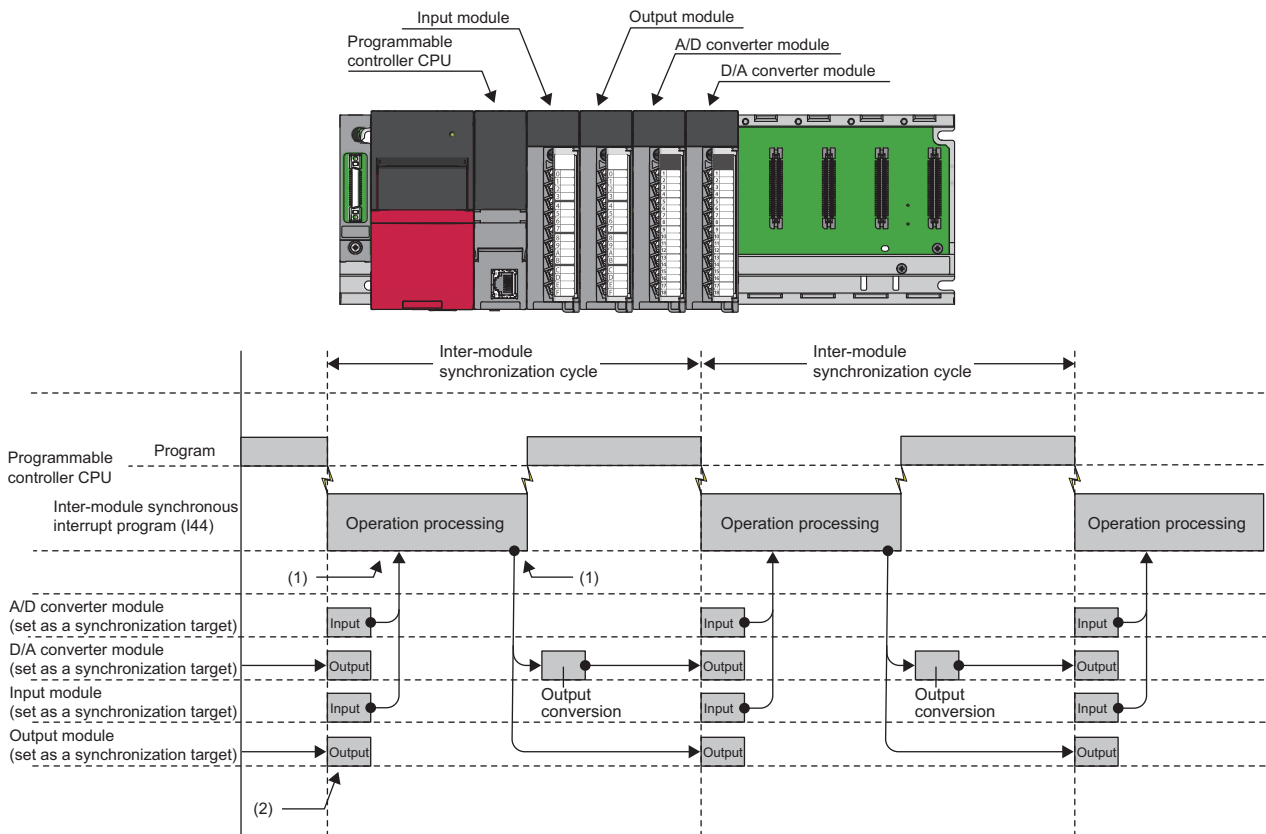 Input module
Output module
Programmable
controller CPU
A/D converter module
D/A converter module
Inter-module
synchronization cycle
Inter-module
synchronization cycle
Programmable
controller CPU
Program
Inter-module synchronous
interrupt program (I44)
Operation processing
Operation processing
Operation processing
(1)
(1)
A/D converter module
(set as a synchronization target)
Input
Input
Input
D/A converter module
(set as a synchronization target)
Output
Output
Output
Output
conversion
Output
conversion
Input module
(set as a synchronization target)
Input
Input
Input
Output module
(set as a synchronization target)
Output
Output
Output
(2)